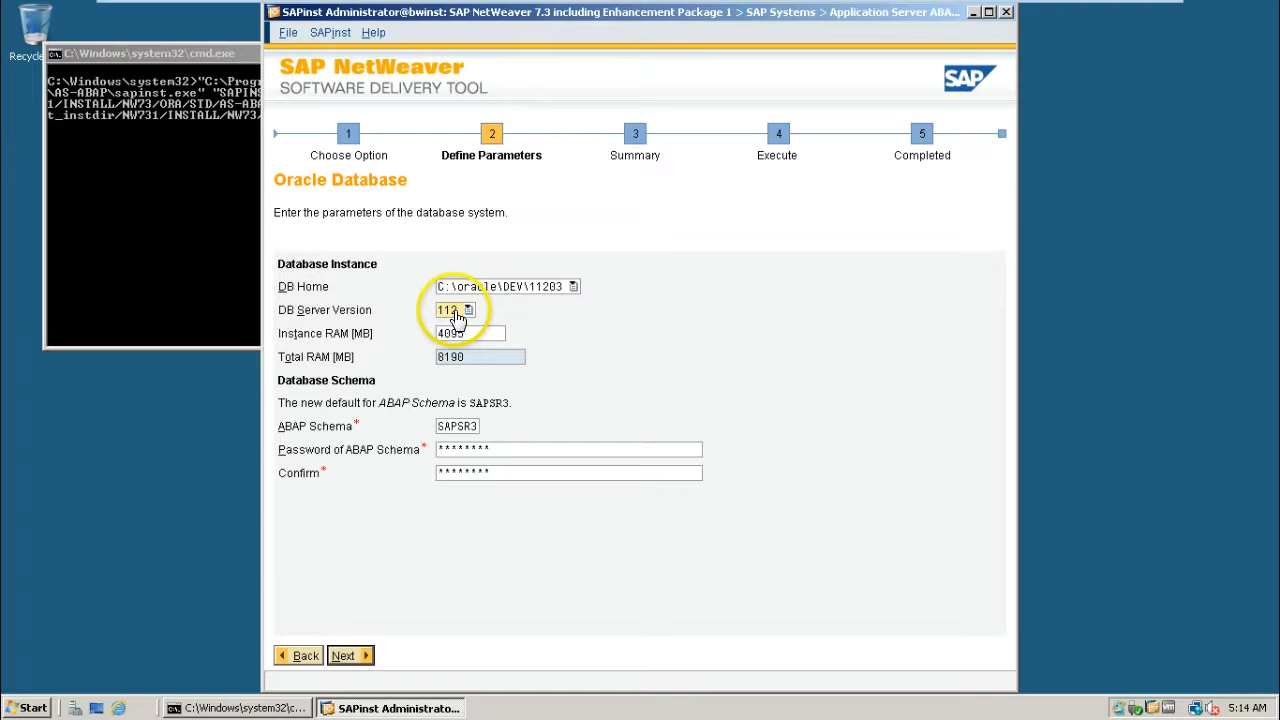 SAPinst Administrator@bwinst: SAP NetWeaver 7.3 including Enhancement Package 1 > SAP Systems > Application Server ABA...
File SAPinst Help
Recycle
C:\Windows\system32\cmd.exe
C:\Windows\system32>"C:\Progr
\AS-ABAP\sapinst.exe" "SAPINS
1/INSTALL/NW73/ORA/STD/AS-ABA
t_instdir/NW731/INSTALL/NW73/
SAP NetWeaver
SOFTWARE DELIVERY TOOL
SAP
1 2 3 4 5
Choose Option Define Parameters Summary Execute Completed
Oracle Database
Enter the parameters of the database system.
Database Instance
DB Home C:\oracle\DEV\11203
DB Server Version 112
Instance RAM [MB] 4095
Total RAM [MB] 8190
Database Schema
The new default for ABAP Schema is SAPSR3.
ABAP Schema* SAPSR3
Password of ABAP Schema* ********
Confirm* ********
Back Next
Start C:\Windows\system32\c... SAPinst Administrato... 5:14 AM